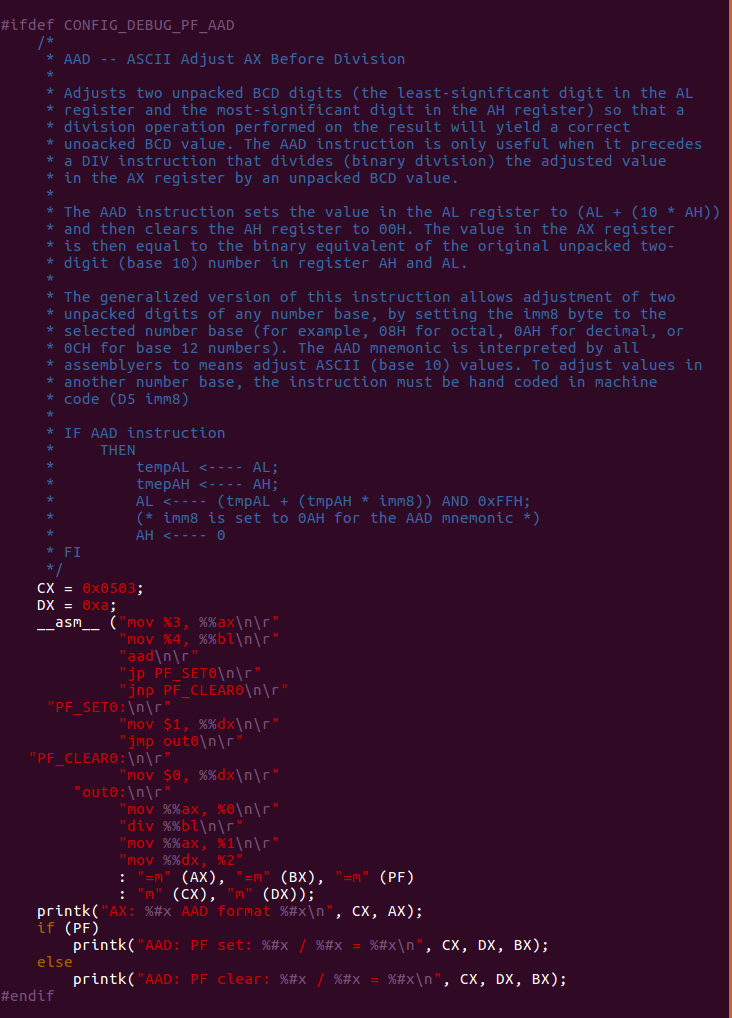 #ifdef CONFIG_DEBUG_PF_AAD
/*
* AAD -- ASCII Adjust AX Before Division
*
* Adjusts two unpacked BCD digits (the least-significant digit in the AL
* register and the most-significant digit in the AH register) so that a
* division operation performed on the result will yield a correct
* unoacked BCD value. The AAD instruction is only useful when it precedes
* a DIV instruction that divides (binary division) the adjusted value
* in the AX register by an unpacked BCD value.
*
* The AAD instruction sets the value in the AL register to (AL + (10 * AH))
* and then clears the AH register to 00H. The value in the AX register
* is then equal to the binary equivalent of the original unpacked two-
* digit (base 10) number in register AH and AL.
*
* The generalized version of this instruction allows adjustment of two
* unpacked digits of any number base, by setting the imm8 byte to the
* selected number base (for example, 08H for octal, 0AH for decimal, or
* 0CH for base 12 numbers). The AAD mnemonic is interpreted by all
* assemblyers to means adjust ASCII (base 10) values. To adjust values in
* another number base, the instruction must be hand coded in machine
* code (D5 imm8)
*
* IF AAD instruction
*     THEN
*         tempAL <---- AL;
*         tmepAH <---- AH;
*         AL <---- (tmpAL + (tmpAH * imm8)) AND 0xFFH;
*         (* imm8 is set to 0AH for the AAD mnemonic *)
*         AH <---- 0
* FI
*/
CX = 0x0503;
DX = 0xa;
__asm__ ("mov %3, %%ax\n\r"
"mov %4, %%bl\n\r"
"aad\n\r"
"jp PF_SET0\n\r"
"jnp PF_CLEAR0\n\r"
"PF_SET0:\n\r"
"mov $1, %%dx\n\r"
"jmp out0\n\r"
"PF_CLEAR0:\n\r"
"mov $0, %%dx\n\r"
"out0:\n\r"
"mov %%ax, %0\n\r"
"div %%bl\n\r"
"mov %%ax, %1\n\r"
"mov %%dx, %2"
: "=m" (AX), "=m" (BX), "=m" (PF)
: "m" (CX), "m" (DX));
printk("AX: %#x AAD format %#x\n", CX, AX);
if (PF)
printk("AAD: PF set: %#x / %#x = %#x\n", CX, DX, BX);
else
printk("AAD: PF clear: %#x / %#x = %#x\n", CX, DX, BX);
#endif